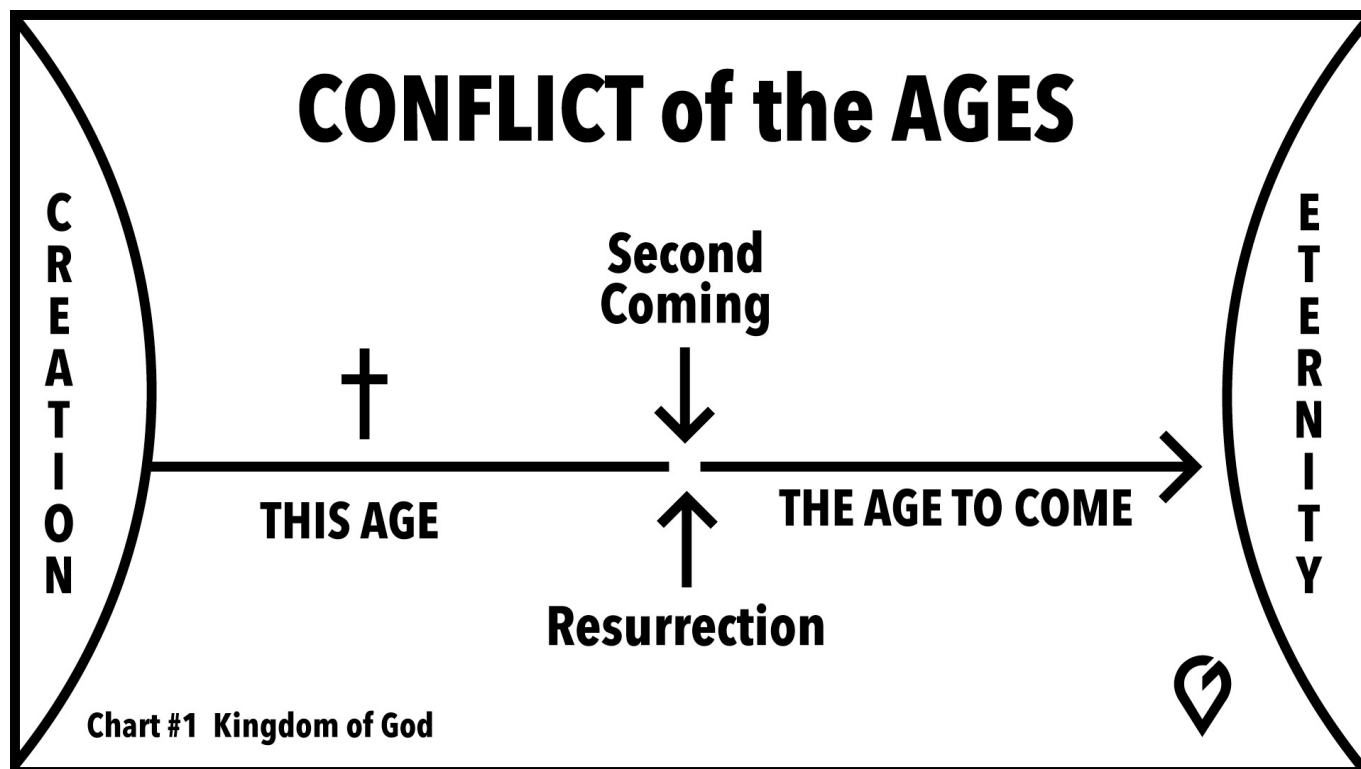 CONFLICT of the AGES
CREATION
Second
Coming
ETERNITY
THIS AGE
THE AGE TO COME
Resurrection
Chart #1 Kingdom of God